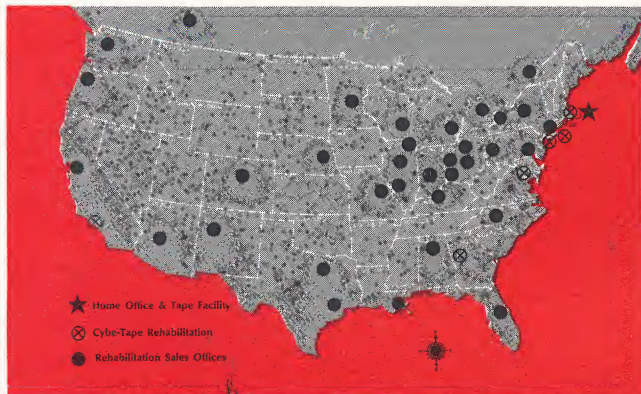 Home Office & Tape Facility
Cybe-Tape Rehabilitation
Rehabilitation Sales Offices